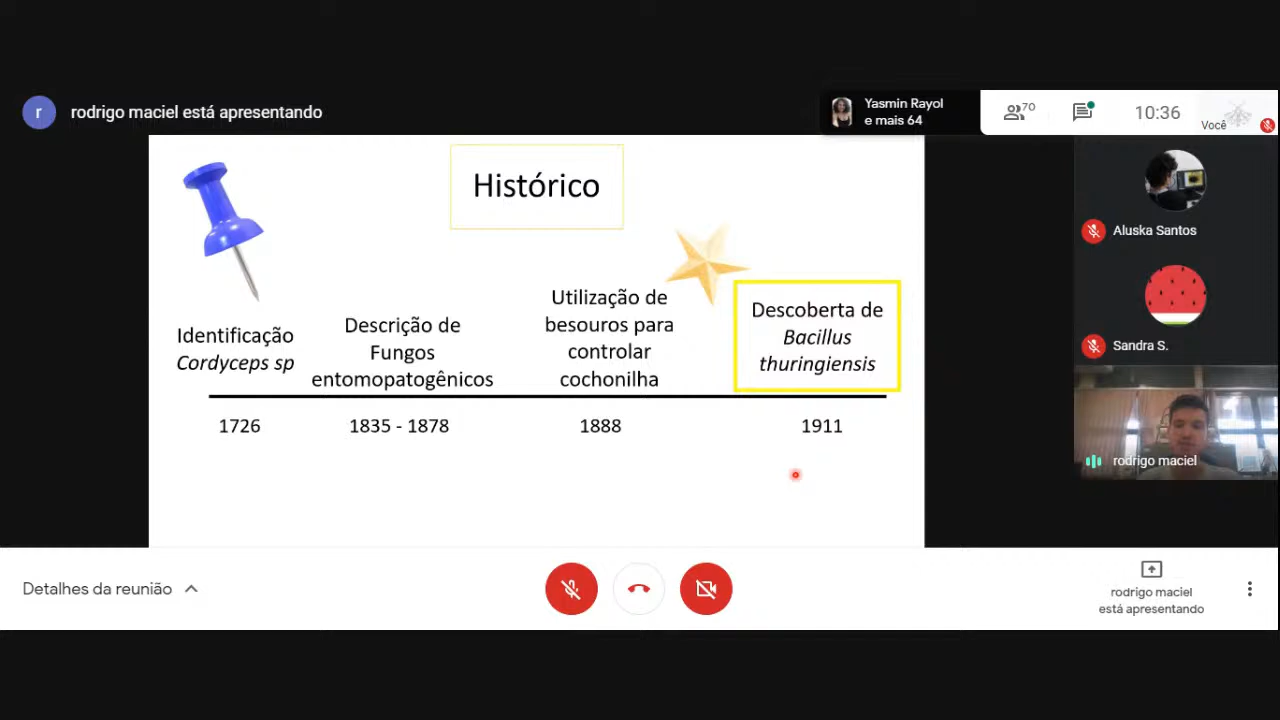 r
rodrigo maciel está apresentando
Yasmin Rayol
e mais 64
70
10:36
Você
Histórico
Aluska Santos
Sandra S.
rodrigo maciel
Identificação
Cordyceps sp
Descrição de
Fungos
entomopatogênicos
Utilização de
besouros para
controlar
cochonilha
Descoberta de
Bacillus
thuringiensis
1726
1835 - 1878
1888
1911
Detalhes da reunião
rodrigo maciel
está apresentando